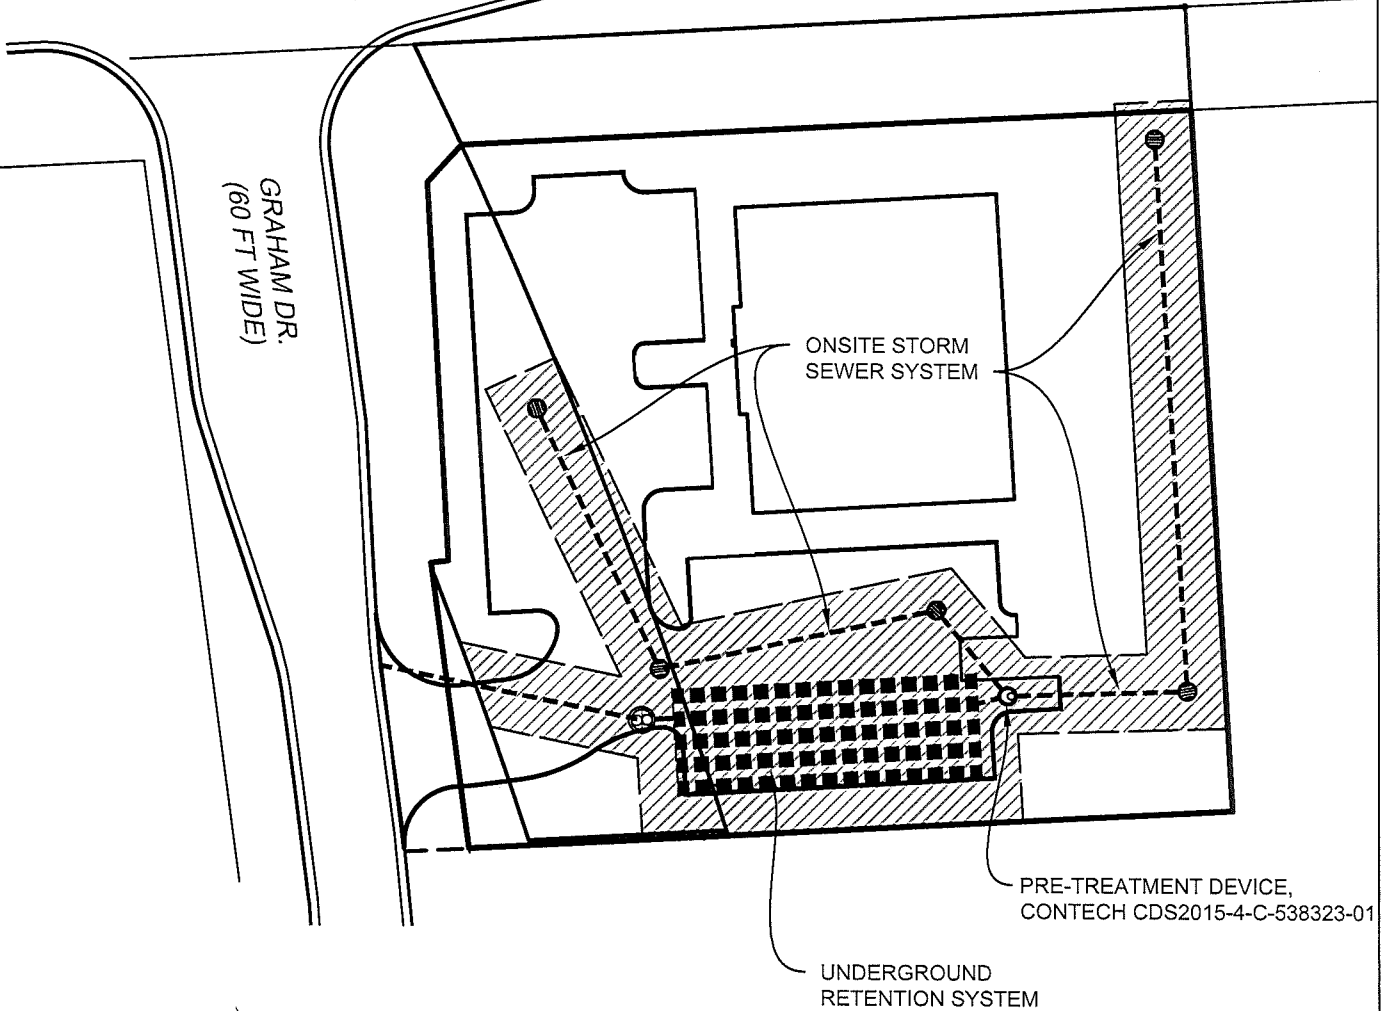 GRAHAM DR.
(60 FT WIDE)
ONSITE STORM
SEWER SYSTEM
PRE-TREATMENT DEVICE,
CONTECH CDS2015-4-C-538323-01
UNDERGROUND
RETENTION SYSTEM